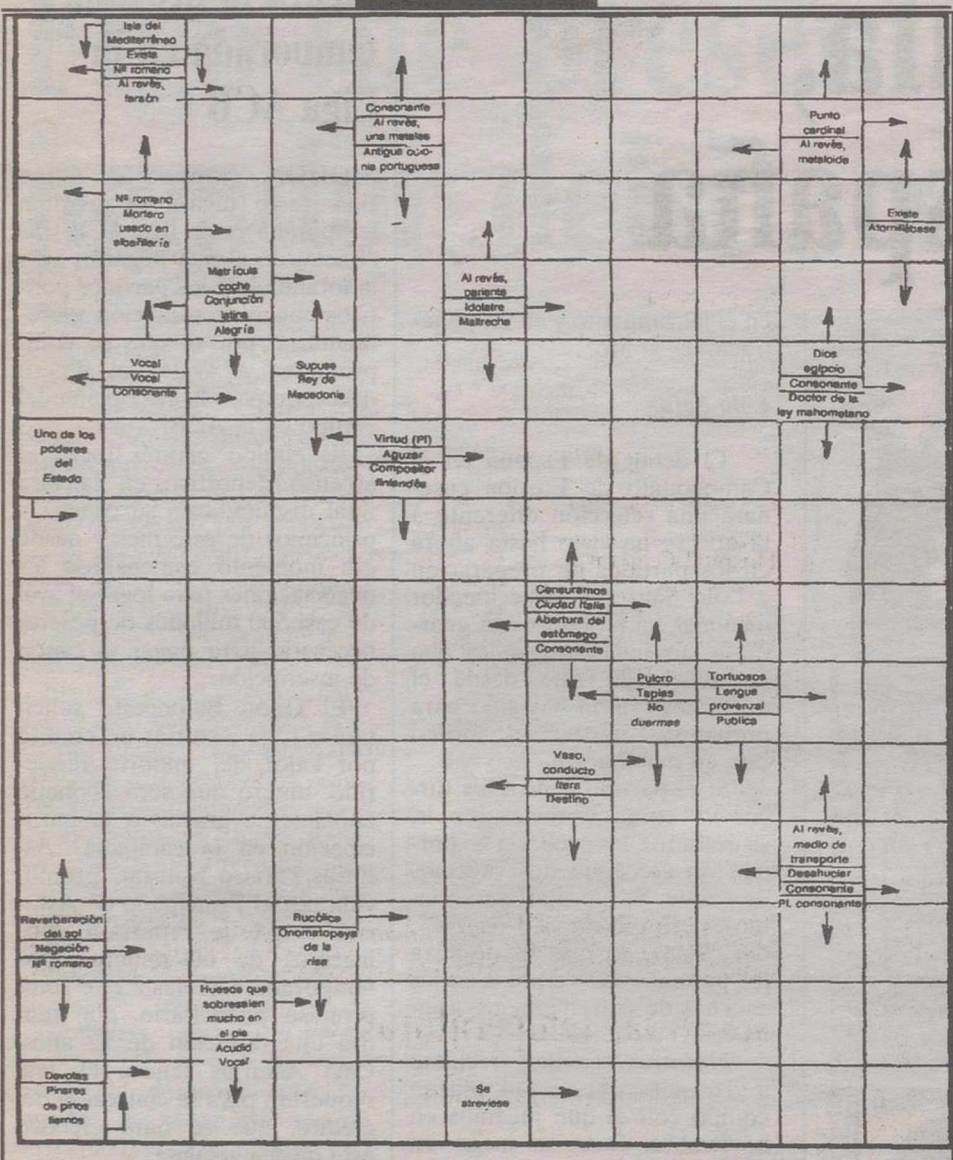 Isla del
Mediterráneo
Existe
Nº romano
Al revés,
faraón
Consonante
Al revés,
una metales
Antigua colo-
nia portuguesa
Punto
cardinal
Al revés,
metaloide
Nº romano
Mortero
usado en
albañilería
Existe
Atornillábase
Matrícula
coche
Conjunción
latina
Alegría
Al revés,
pariente
Idolatre
Maltrecha
Vocal
Vocal
Consonante
Supuse
Rey de
Macedonia
Dios
egipcio
Consonante
Doctor de la
ley mahometano
Uno de los
poderes
del
Estado
Virtud (Pl)
Aguzar
Compositor
finlandés
Censuramos
Ciudad Italia
Abertura del
estómago
Consonante
Pulcro
Tapias
No
duermas
Tortuosos
Lengua
provenzal
Publica
Vaso,
conducto
Itera
Destino
Al revés,
medio de
transporte
Desahuciar
Consonante
Pl. consonante
Reverberación
del sol
Negación
Nº romano
Bucólica
Onomatopeya
de la
risa
Huesos que
sobresalen
mucho en
el pie
Acudid
Vocal
Devotas
Pinares
de pinos
tiernos
Se
atreviese